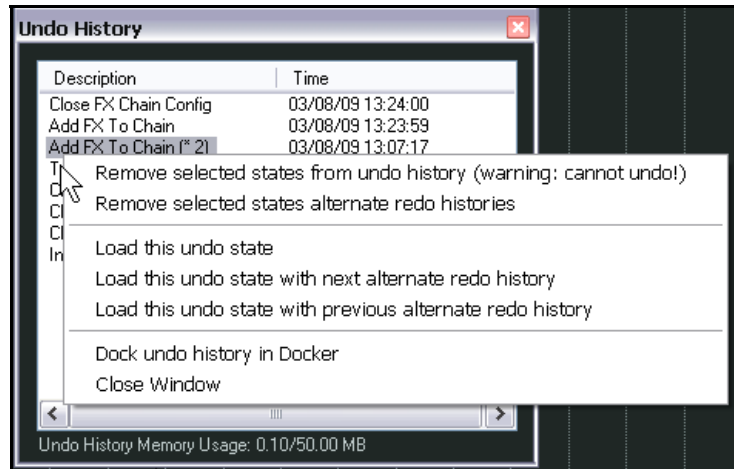 Undo History
Description Time
Close FX Chain Config 03/08/09 13:24:00
Add FX To Chain 03/08/09 13:23:59
Add FX To Chain (* 2) 03/08/09 13:07:17
Remove selected states from undo history (warning: cannot undo!)
Remove selected states alternate redo histories
Load this undo state
Load this undo state with next alternate redo history
Load this undo state with previous alternate redo history
Dock undo history in Docker
Close Window
Undo History Memory Usage: 0.10/50.00 MB